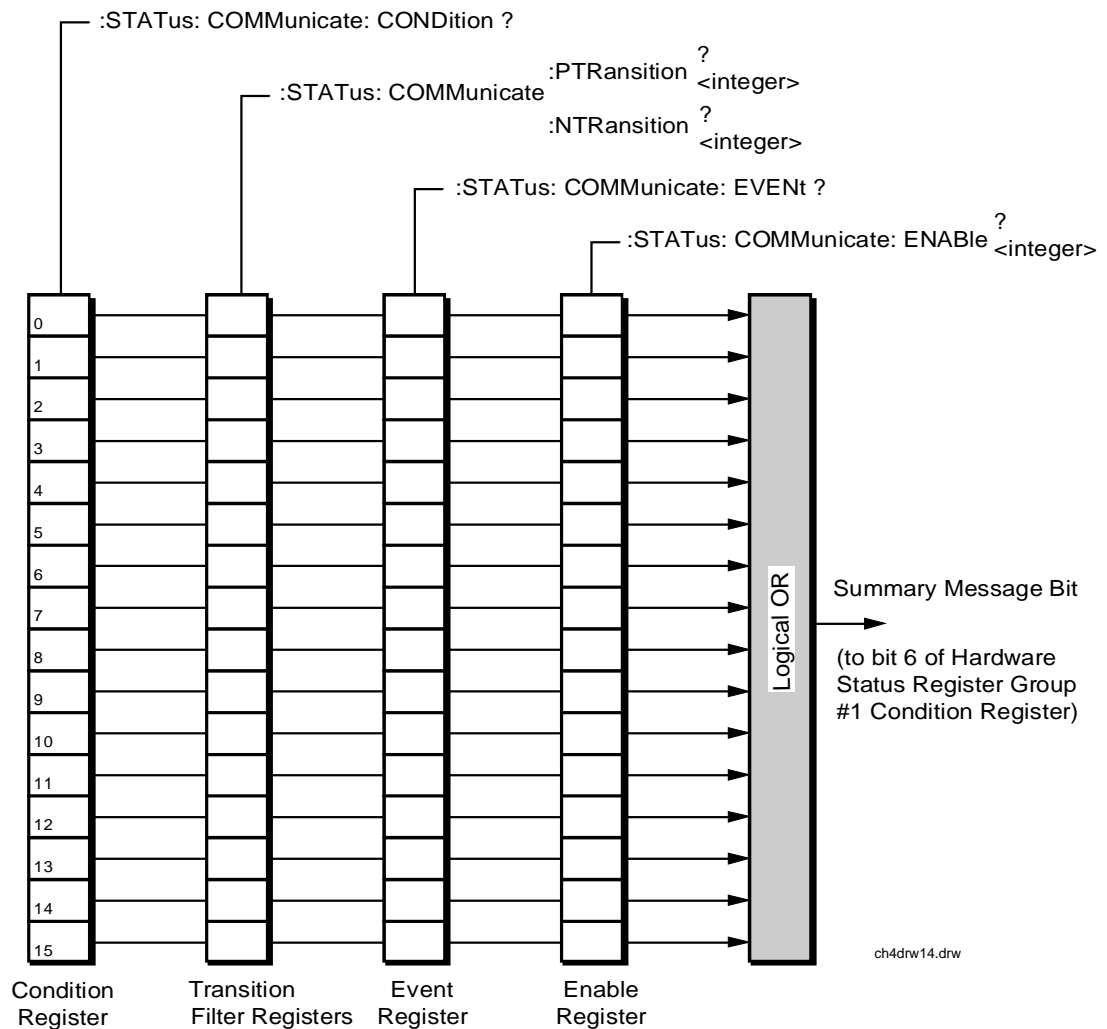 :STATus: COMMunicate: CONDition ?
:STATus: COMMunicate
:PTRansition
?
<integer>
:NTRansition
?
<integer>
:STATus: COMMunicate: EVENt ?
:STATus: COMMunicate: ENABle
?
<integer>
0
1
2
3
4
5
6
7
8
9
10
11
12
13
14
15
Logical OR
Summary Message Bit
(to bit 6 of Hardware
Status Register Group
#1 Condition Register)
ch4drw14.drw
Condition
Register
Transition
Filter Registers
Event
Register
Enable
Register